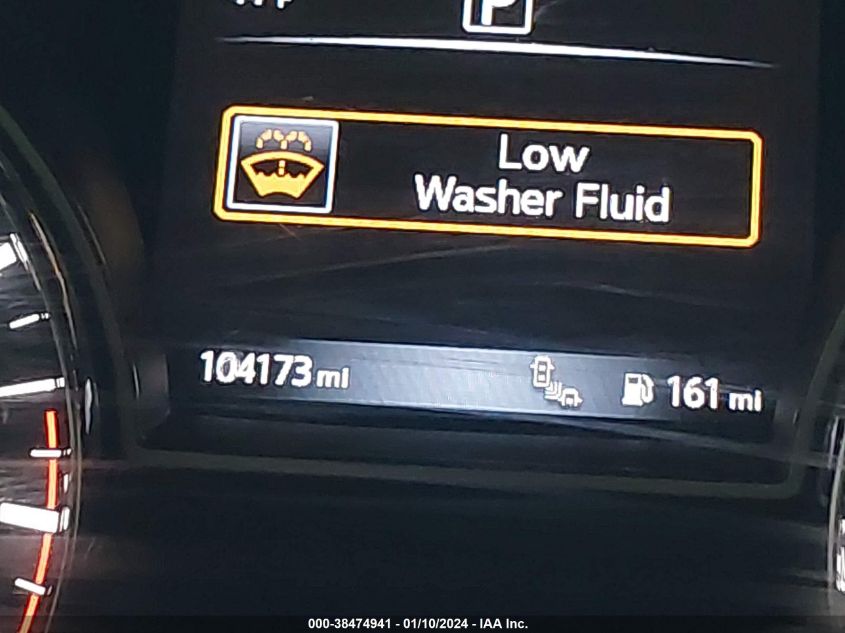 P
Low
Washer Fluid
104173 mi 161 mi
000-38474941 - 01/10/2024 - IAA Inc.